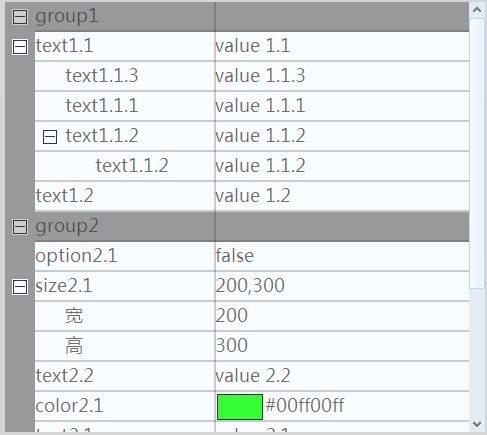 group1
text1.1 value 1.1
text1.1.3 value 1.1.3
text1.1.1 value 1.1.1
text1.1.2 value 1.1.2
text1.1.2 value 1.1.2
text1.2 value 1.2
group2
option2.1 false
size2.1 200,300
宽 200
高 300
text2.2 value 2.2
color2.1 #00ff00ff